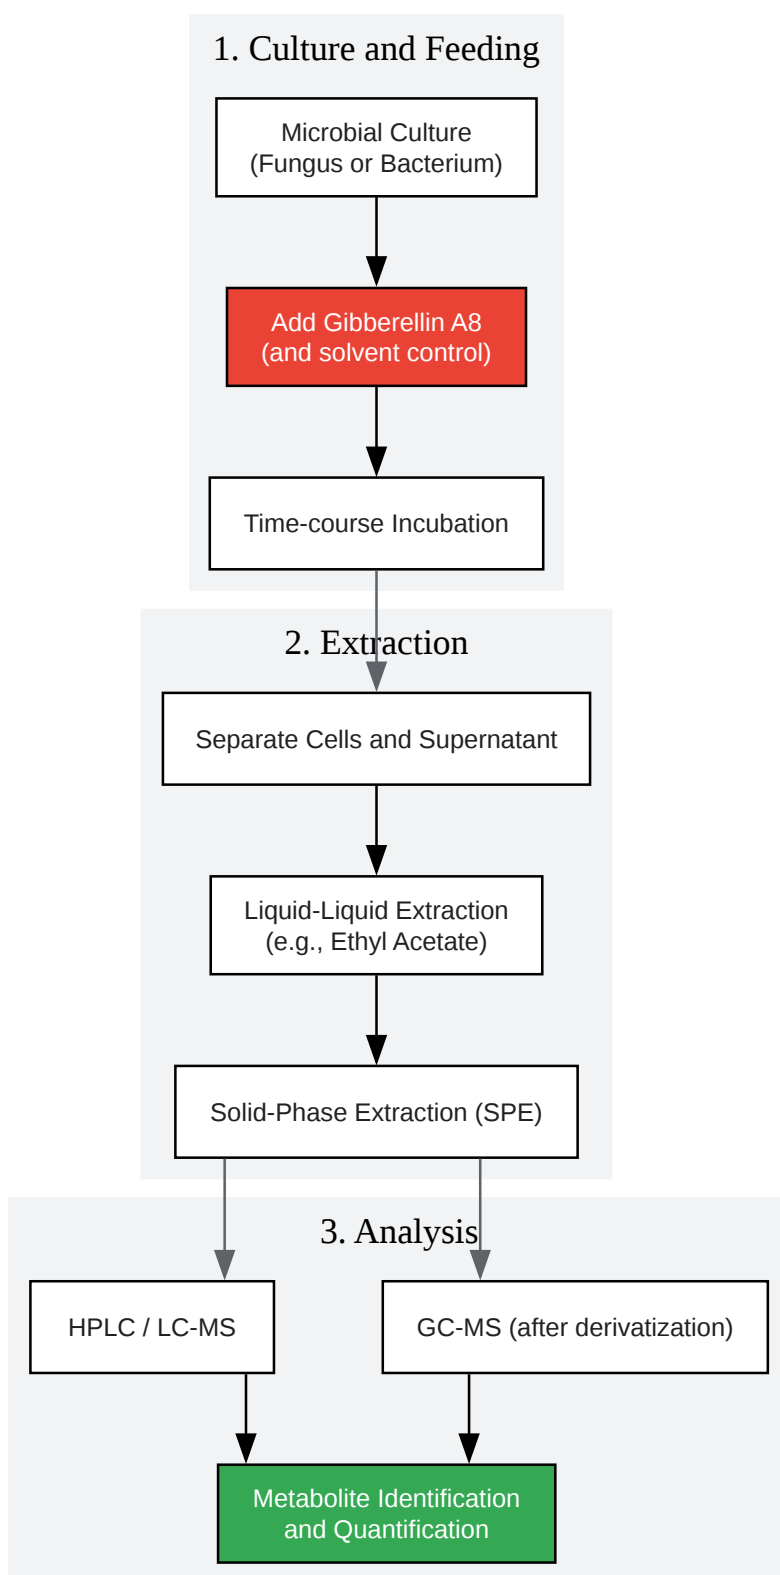 1. Culture and Feeding
Microbial Culture
(Fungus or Bacterium)
Add Gibberellin A8
(and solvent control)
Time-course Incubation
2. Extraction
Separate Cells and Supernatant
Liquid-Liquid Extraction
(e.g., Ethyl Acetate)
Solid-Phase Extraction (SPE)
3. Analysis
HPLC / LC-MS
GC-MS (after derivatization)
Metabolite Identification
and Quantification